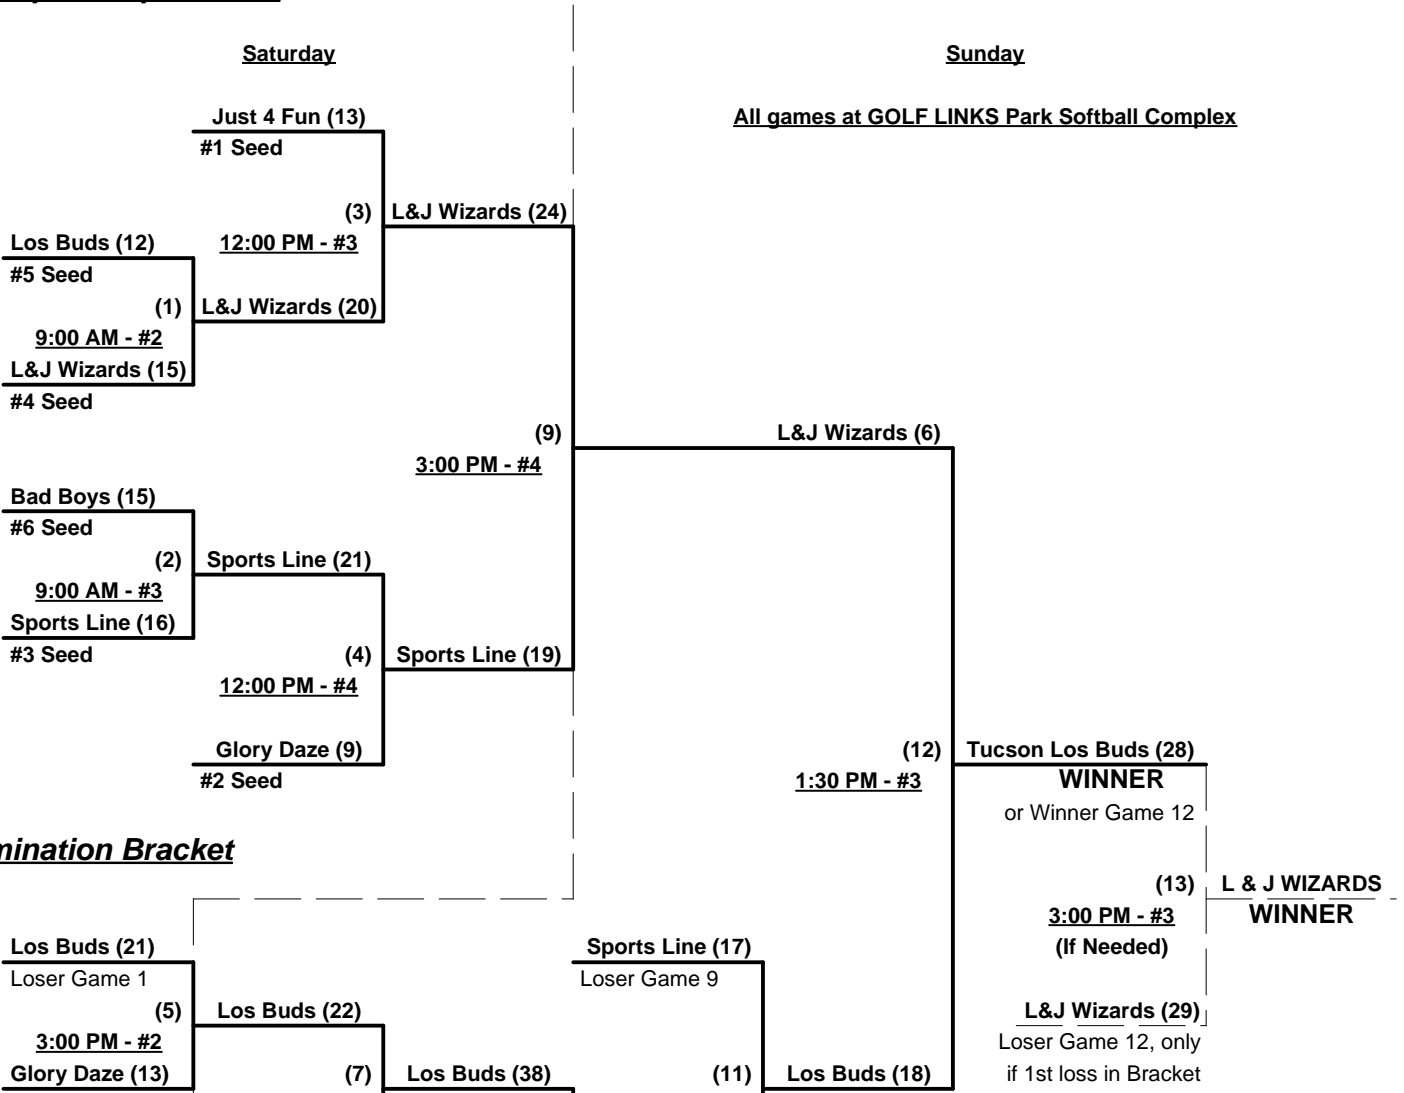 Saturday
Sunday
Just 4 Fun (13)
All games at GOLF LINKS Park Softball Complex
#1 Seed
(3)
L&J Wizards (24)
Los Buds (12)
12:00 PM - #3
#5 Seed
(1)
L&J Wizards (20)
9:00 AM - #2
L&J Wizards (15)
#4 Seed
(9)
L&J Wizards (6)
3:00 PM - #4
Bad Boys (15)
#6 Seed
(2)
Sports Line (21)
9:00 AM - #3
Sports Line (16)
#3 Seed
(4)
Sports Line (19)
12:00 PM - #4
Glory Daze (9)
#2 Seed
(12)
Tucson Los Buds (28)
1:30 PM - #3
WINNER
or Winner Game 12
mination Bracket
(13)
L & J WIZARDS
3:00 PM - #3
WINNER
(If Needed)
Los Buds (21)
Sports Line (17)
Loser Game 1
Loser Game 9
(5)
Los Buds (22)
L&J Wizards (29)
3:00 PM - #2
Loser Game 12, only
Glory Daze (13)
(7)
Los Buds (38)
(11)
Los Buds (18)
if 1st loss in Bracket